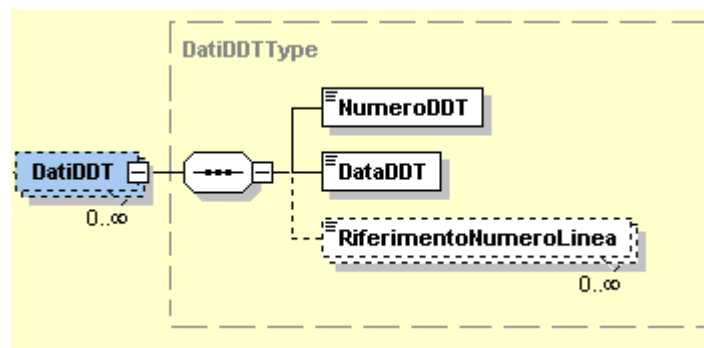 DatiDDTType
NumeroDDT
DatiDDT
DataDDT
0..∞
RiferimentoNumeroLinea
0..∞